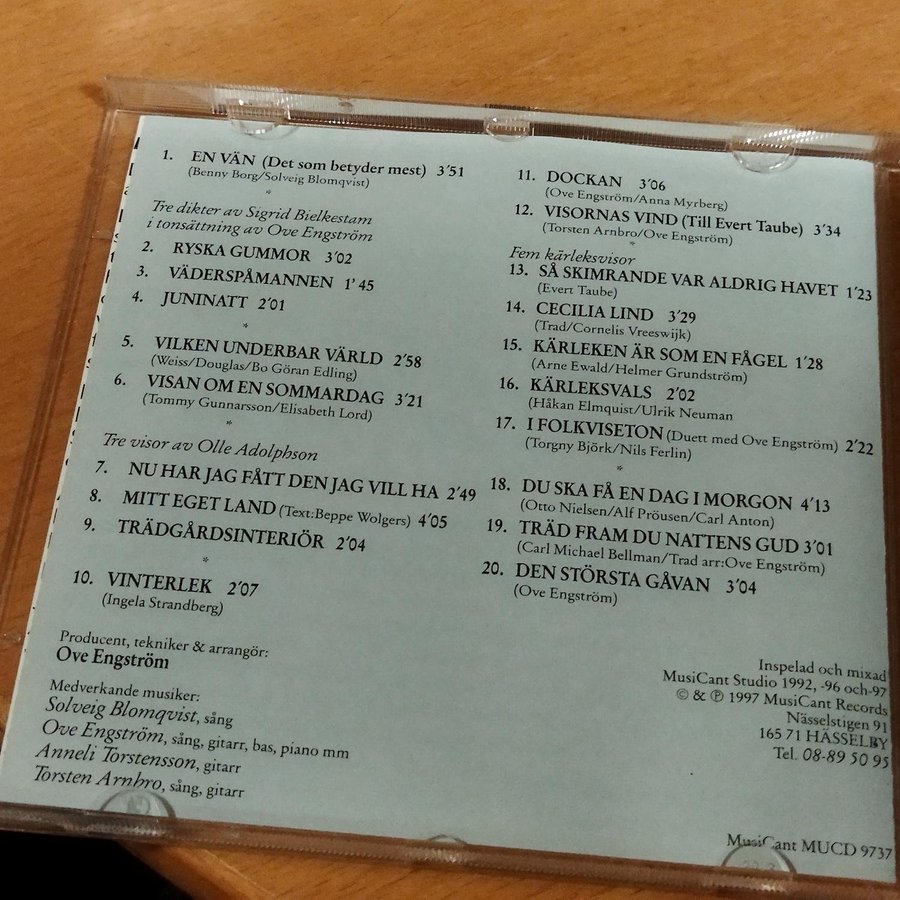 1. EN VÄN (Det som betyder mest) 3’51
(Benny Borg/Solveig Blomqvist)
*
Tre dikter av Sigrid Bielkestam
i tonsättning av Ove Engström
2. RYSKA GUMMOR 3’02
3. VÄDERSPÅMANNEN 1’45
4. JUNINATT 2’01
*
5. VILKEN UNDERBAR VÄRLD 2’58
(Weiss/Douglas/Bo Göran Edling)
6. VISAN OM EN SOMMARDAG 3’21
(Tommy Gunnarsson/Elisabeth Lord)
*
Tre visor av Olle Adolphson
7. NU HAR JAG FÅTT DEN JAG VILL HA 2’49
8. MITT EGET LAND (Text:Beppe Wolgers) 4’05
9. TRÄDGÅRDSINTERIÖR 2’04
*
10. VINTERLEK 2’07
(Ingela Strandberg)
Producent, tekniker & arrangör:
Ove Engström
Medverkande musiker:
Solveig Blomqvist, sång
Ove Engström, sång, gitarr, bas, piano mm
Anneli Torstensson, gitarr
Torsten Arnbro, sång, gitarr
11. DOCKAN 3’06
(Ove Engström/Anna Myrberg)
12. VISORNAS VIND (Till Evert Taube) 3’34
(Torsten Arnbro/Ove Engström)
*
Fem kärleksvisor
13. SÅ SKIMRANDE VAR ALDRIG HAVET 1’23
(Evert Taube)
14. CECILIA LIND 3’29
(Trad/Cornelis Vreeswijk)
15. KÄRLEKEN ÄR SOM EN FÅGEL 1’28
(Arne Ewald/Helmer Grundström)
16. KÄRLEKSVALS 2’02
(Håkan Elmquist/Ulrik Neuman
17. I FOLKVISETON (Duett med Ove Engström) 2’22
(Torgny Björk/Nils Ferlin)
*
18. DU SKA FÅ EN DAG I MORGON 4’13
(Otto Nielsen/Alf Pröusen/Carl Anton)
19. TRÄD FRAM DU NATTENS GUD 3’01
(Carl Michael Bellman/Trad arr:Ove Engström)
20. DEN STÖRSTA GÅVAN 3’04
(Ove Engström)
Inspelad och mixad
MusiCant Studio 1992, -96 och-97
© & ℗ 1997 MusiCant Records
Nässelstigen 91
165 71 HÄSSELBY
Tel. 08-89 50 95
MusiCant MUCD 9737